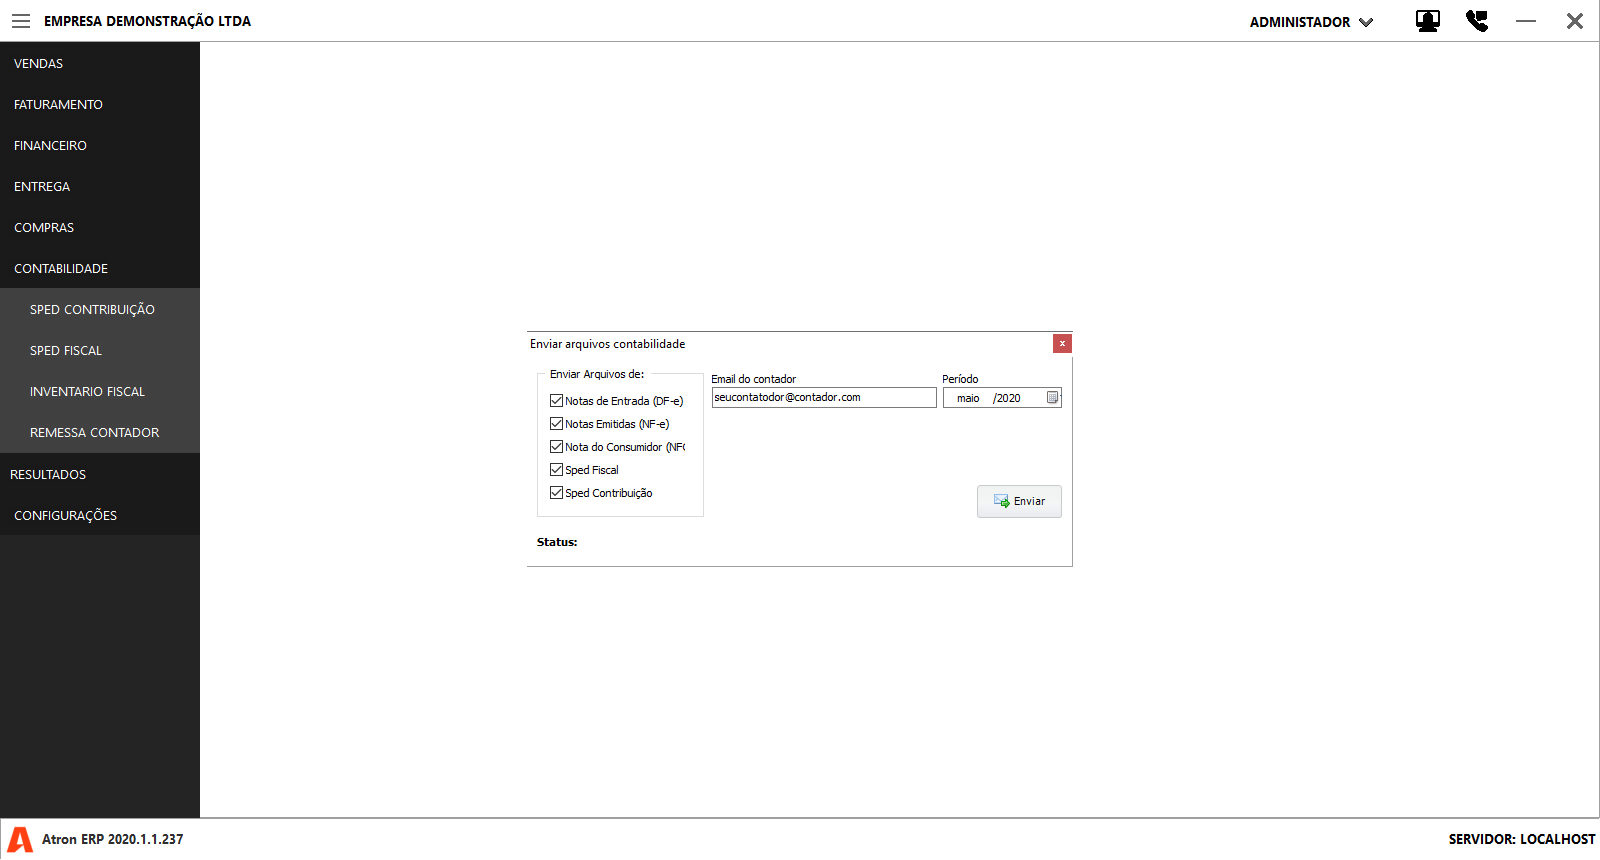 EMPRESA DEMONSTRAÇÃO LTDA
ADMINISTADOR
VENDAS
FATURAMENTO
FINANCEIRO
ENTREGA
COMPRAS
CONTABILIDADE
SPED CONTRIBUIÇÃO
SPED FISCAL
INVENTARIO FISCAL
REMESSA CONTADOR
RESULTADOS
CONFIGURAÇÕES
Enviar arquivos contabilidade
x
Enviar Arquivos de:
Notas de Entrada (DF-e)
Notas Emitidas (NF-e)
Nota do Consumidor (NFC
Sped Fiscal
Sped Contribuição
Email do contador
seucontatodor@contador.com
Período
maio /2020
Enviar
Status:
Atron ERP 2020.1.1.237
SERVIDOR: LOCALHOST